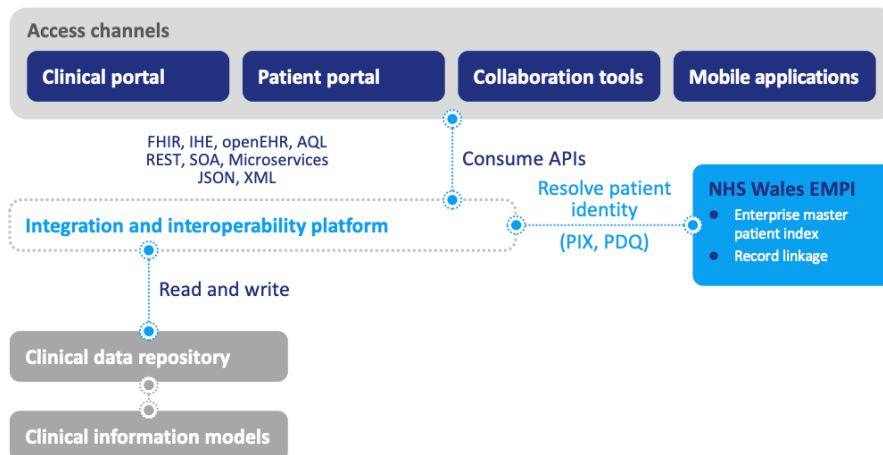 Access channels
Clinical portal
Patient portal
Collaboration tools
Mobile applications
FHIR, IHE, openEHR, AQL
REST, SOA, Microservices
JSON, XML
Consume APIs
Integration and interoperability platform
Resolve patient
identity
(PIX, PDQ)
NHS Wales EMPI
Enterprise master
patient index
Record linkage
Read and write
Clinical data repository
Clinical information models